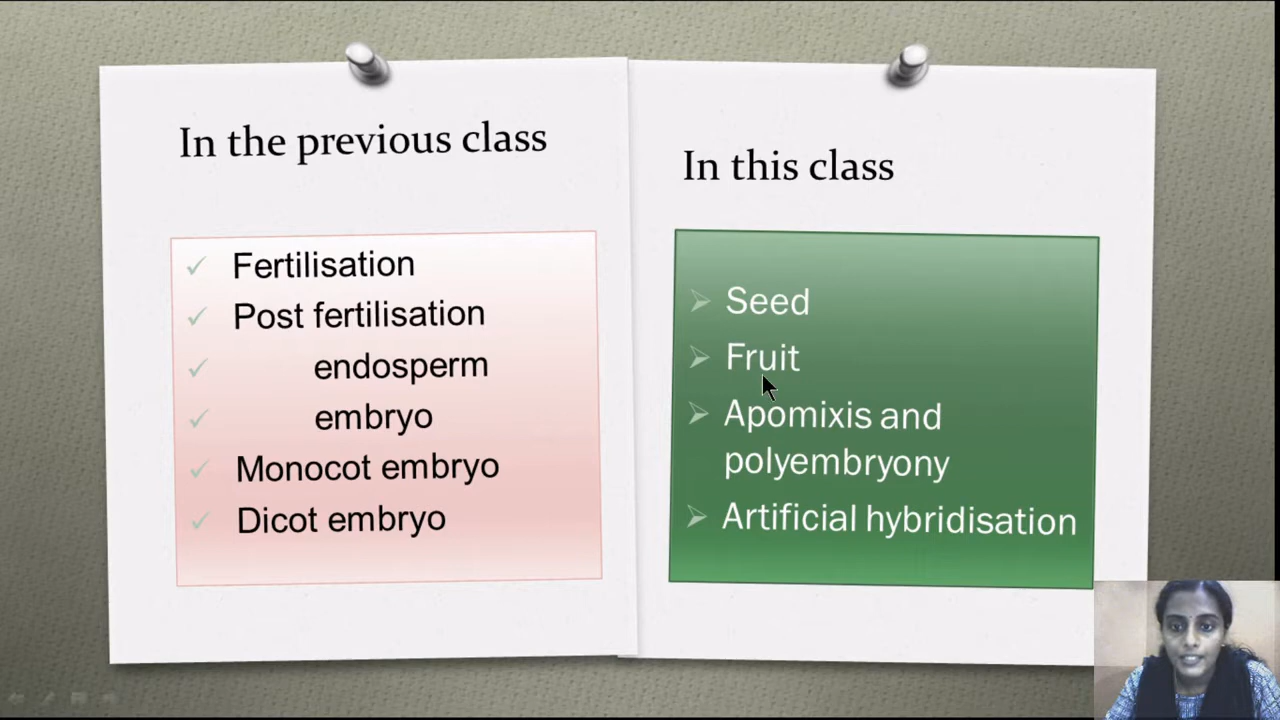 In the previous class
Fertilisation
Post fertilisation
endosperm
embryo
Monocot embryo
Dicot embryo
In this class
Seed
Fruit
Apomixis and
polyembryony
Artificial hybridisation